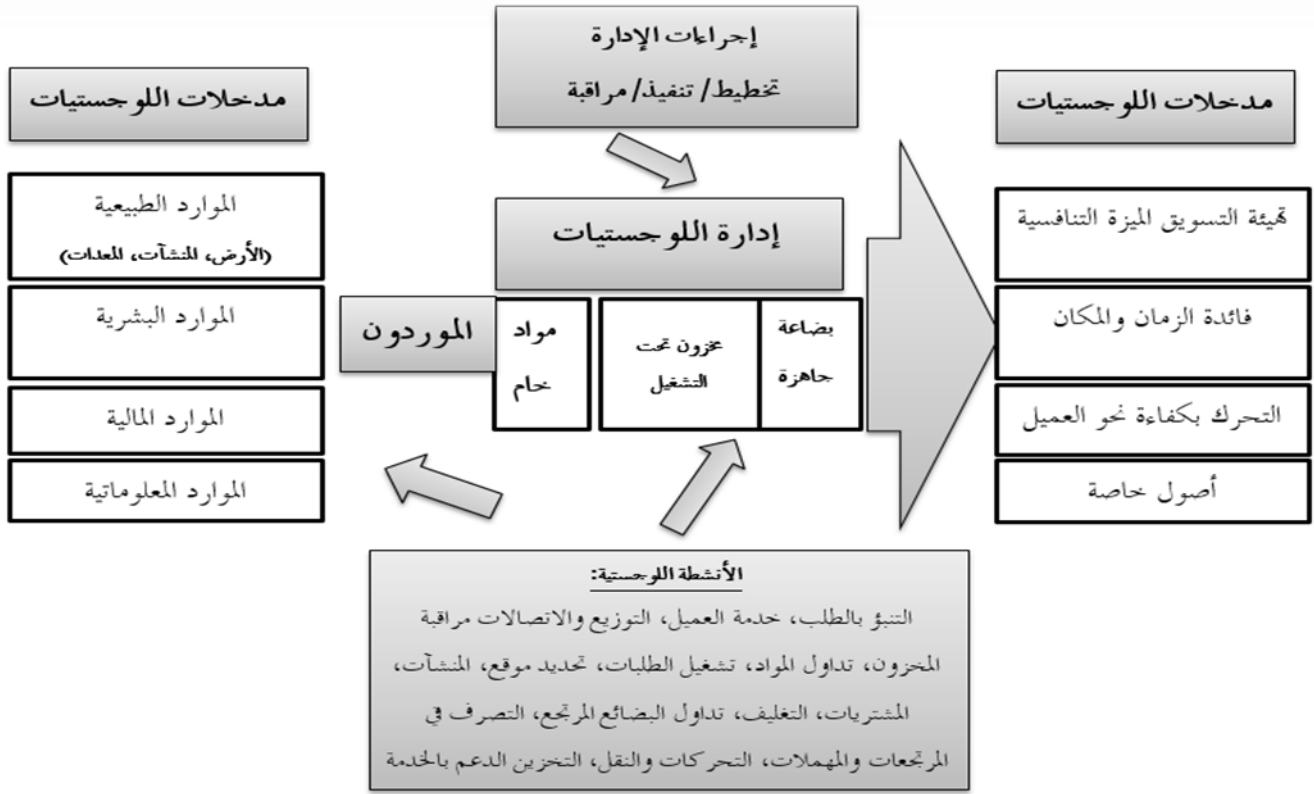 إجراءات الإدارة
تخطيط/ تنفيذ/ مراقبة
مدخلات اللوجستيات
مدخلات اللوجستيات
تهيئة التسويق الميزة التنافسية
فائدة الزمان والمكان
التحرك بكفاءة نحو العميل
أصول خاصة
إدارة اللوجستيات
بضاعة
جاهزة
مخزون تحت
التشغيل
مواد
خام
الموردون
الموارد الطبيعية
(الأرض، المنشآت، المعدات)
الموارد البشرية
الموارد المالية
الموارد المعلوماتية
الأنشطة اللوجستية:
التنبؤ بالطلب، خدمة العميل، التوزيع والاتصالات مراقبة
المخزون، تداول المواد، تشغيل الطلبات، تحديد موقع، المنشآت،
المشتريات، التغليف، تداول البضائع المرتجع، التصرف في
المرتجعات والمهملات، التحركات والنقل، التخزين الدعم بالخدمة